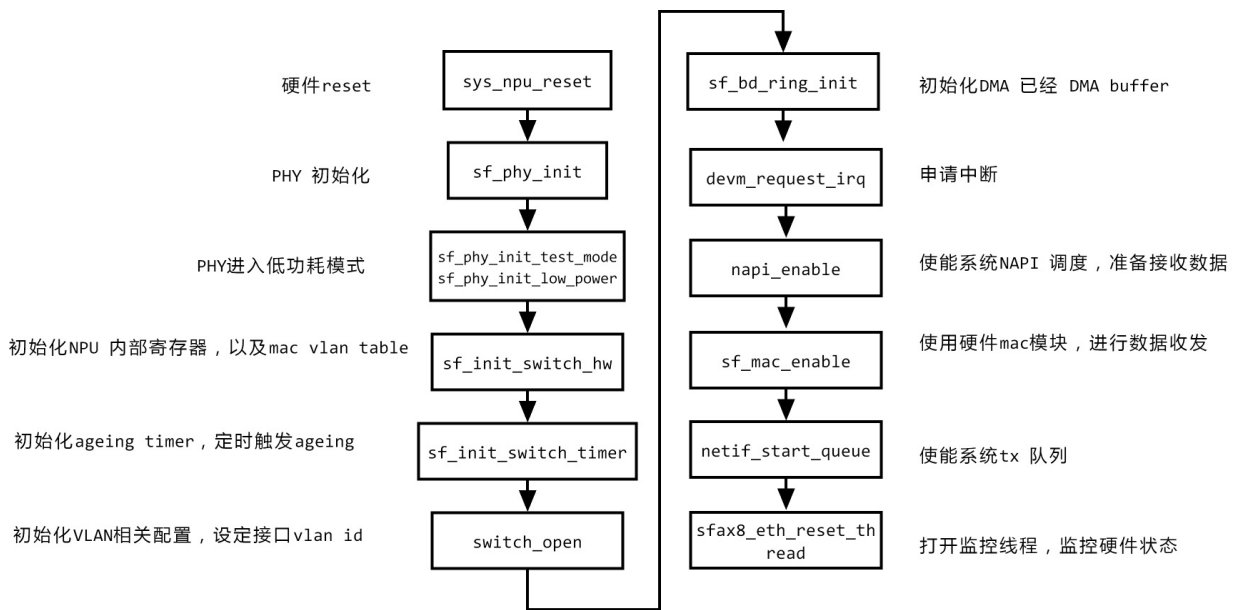 硬件reset
sys_npu_reset
PHY 初始化
sf_phy_init
PHY进入低功耗模式
sf_phy_init_test_mode
sf_phy_init_low_power
初始化NPU 内部寄存器，以及mac vlan table
sf_init_switch_hw
初始化ageing timer，定时触发ageing
sf_init_switch_timer
初始化VLAN相关配置，设定接口vlan id
switch_open
sf_bd_ring_init
初始化DMA 已经 DMA buffer
devm_request_irq
申请中断
napi_enable
使能系统NAPI 调度，准备接收数据
sf_mac_enable
使用硬件mac模块，进行数据收发
netif_start_queue
使能系统tx 队列
sfax8_eth_reset_th
read
打开监控线程，监控硬件状态